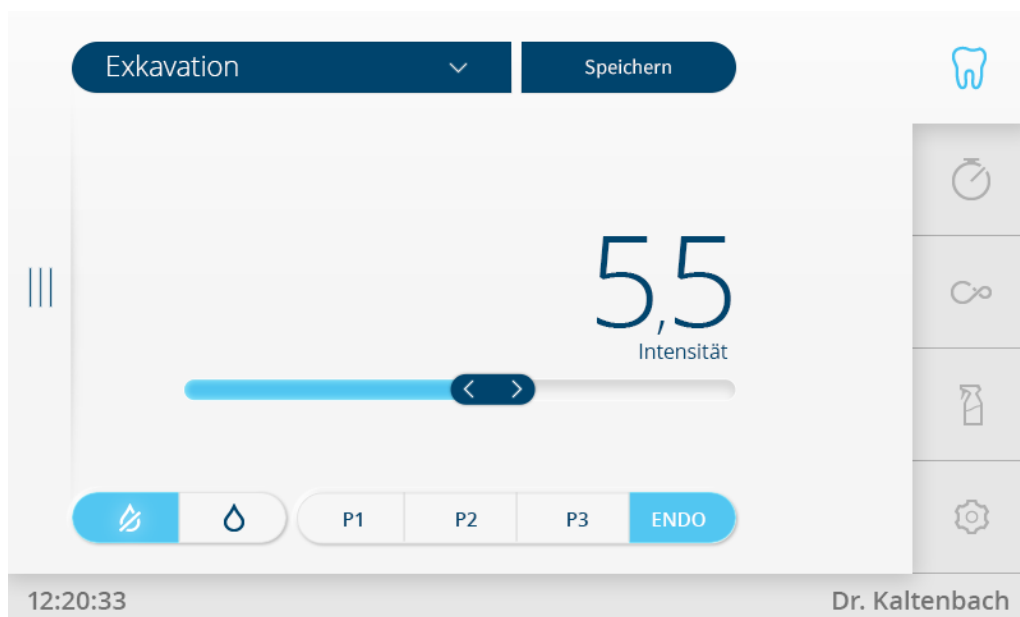 Exkavation
Speichern
5,5
Intensität
P1 P2 P3 ENDO
12:20:33
Dr. Kaltenbach